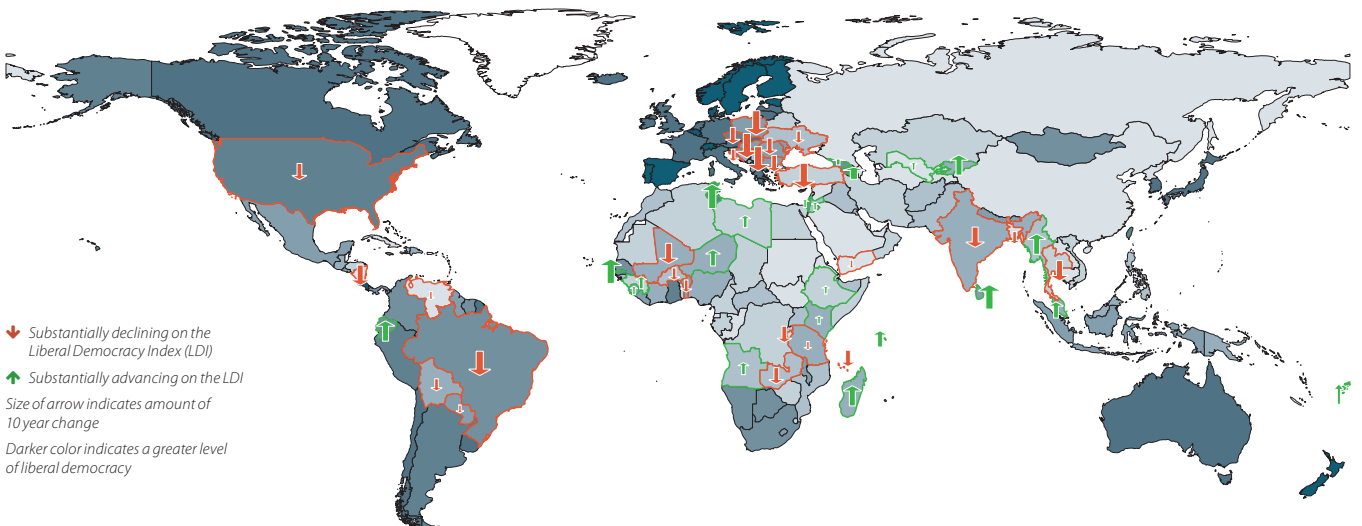 Substantially declining on the
Liberal Democracy Index (LDI)
Substantially advancing on the LDI
Size of arrow indicates amount of
10 year change
Darker color indicates a greater level
of liberal democracy